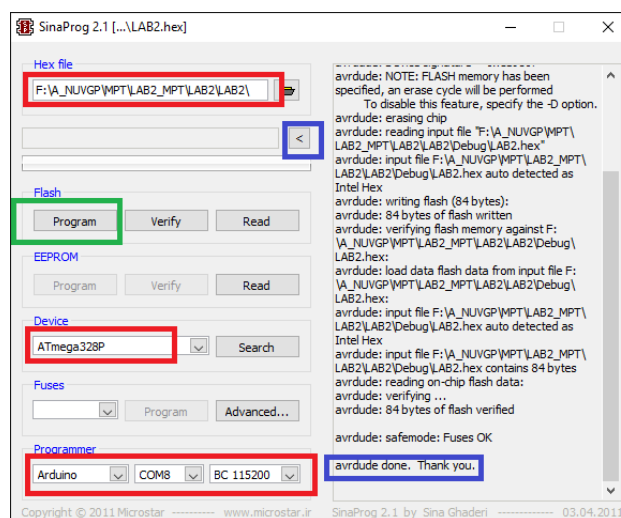 SinaProg 2.1 [...\LAB2.hex]
Hex file
F:\A_NUVGP\MPT\LAB2_MPT\LAB2\LAB2\
<
Flash
Program Verify Read
EEPROM
Program Verify Read
Device
ATmega328P Search
Fuses
Program Advanced...
Programmer
Arduino COM8 BC 115200
Copyright © 2011 Microstar ---------- www.microstar.ir
avrdude: NOTE: FLASH memory has been
specified, an erase cycle will be performed
To disable this feature, specify the -D option.
avrdude: erasing chip
avrdude: reading input file "F:\A_NUVGP\MPT\
LAB2_MPT\LAB2\LAB2\Debug\LAB2.hex"
avrdude: input file F:\A_NUVGP\MPT\LAB2_MPT\
LAB2\LAB2\Debug\LAB2.hex auto detected as
Intel Hex
avrdude: writing flash (84 bytes):
avrdude: 84 bytes of flash written
avrdude: verifying flash memory against F:
\A_NUVGP\MPT\LAB2_MPT\LAB2\LAB2\Debug\
LAB2.hex:
avrdude: load data flash data from input file F:
\A_NUVGP\MPT\LAB2_MPT\LAB2\LAB2\Debug\
LAB2.hex:
avrdude: input file F:\A_NUVGP\MPT\LAB2_MPT\
LAB2\LAB2\Debug\LAB2.hex auto detected as
Intel Hex
avrdude: input file F:\A_NUVGP\MPT\LAB2_MPT\
LAB2\LAB2\Debug\LAB2.hex contains 84 bytes
avrdude: reading on-chip flash data:
avrdude: verifying ...
avrdude: 84 bytes of flash verified
avrdude: safemode: Fuses OK
avrdude done. Thank you.
SinaProg 2.1 by Sina Ghaderi ------------- 03.04.2011